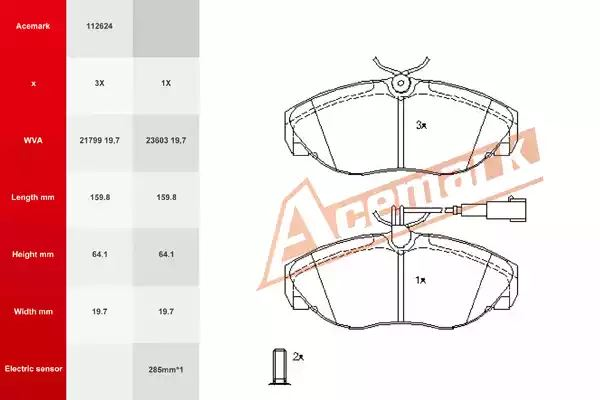 Acemark 112624
x 3X 1X
WVA 21799 19,7 23603 19,7
Length mm 159.8 159.8
Height mm 64.1 64.1
Width mm 19.7 19.7
Electric sensor 285mm*1
3x
Acemark
1x
2x